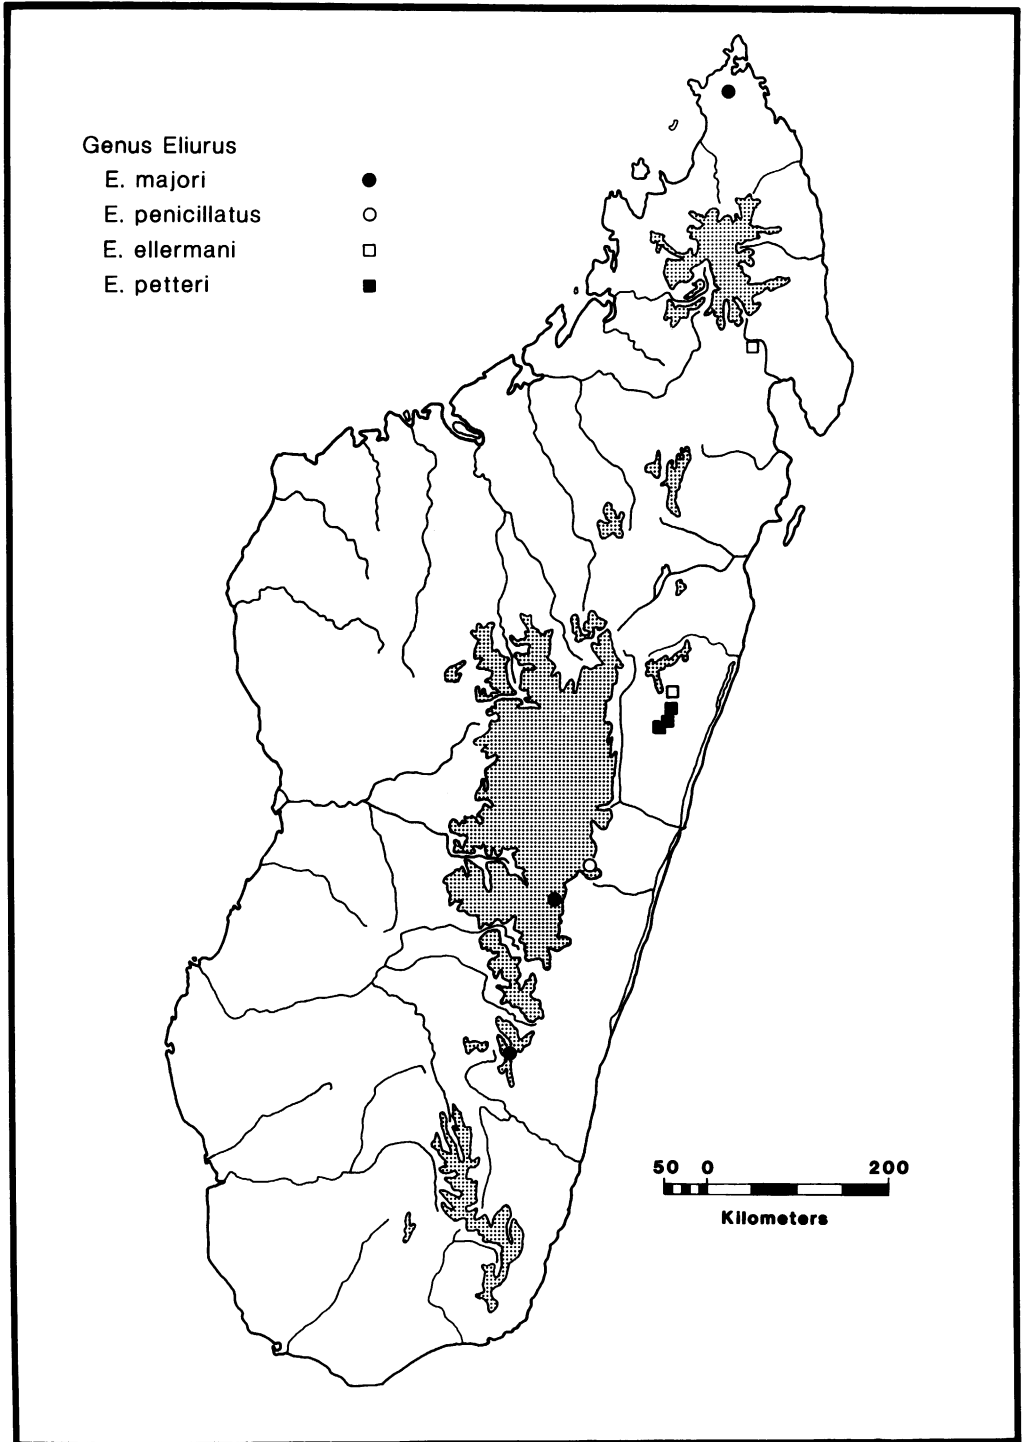 Genus Eliurus
E. majori
E. penicillatus
E. ellermani
E. petteri
50 0 200
Kilometers